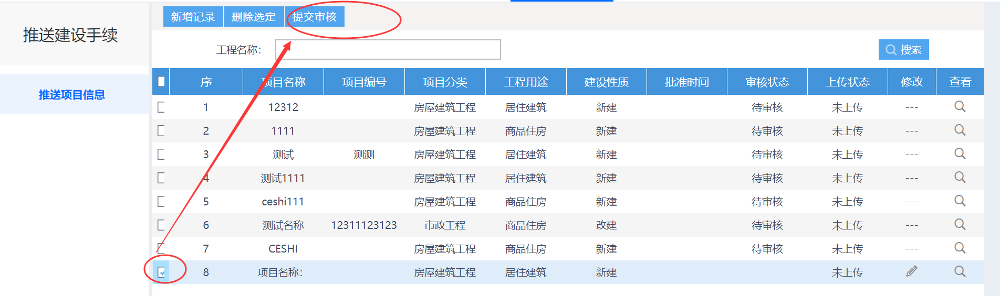 推送建设手续
推送项目信息
新增记录 删除选定 提交审核
工程名称: 搜索
序 项目名称 项目编号 项目分类 工程用途 建设性质 批准时间 审核状态 上传状态 修改 查看
1 12312 房屋建筑工程 居住建筑 新建 待审核 未上传 ---
2 1111 房屋建筑工程 商品住房 新建 待审核 未上传 ---
3 测试 测测 房屋建筑工程 居住建筑 新建 待审核 未上传 ---
4 测试1111 房屋建筑工程 居住建筑 新建 待审核 未上传 ---
5 ceshi111 房屋建筑工程 商品住房 新建 待审核 未上传 ---
6 测试名称 12311123123 市政工程 商品住房 改建 待审核 未上传 ---
7 CESHI 房屋建筑工程 商品住房 新建 待审核 未上传 ---
8 项目名称: 房屋建筑工程 居住建筑 新建 未上传